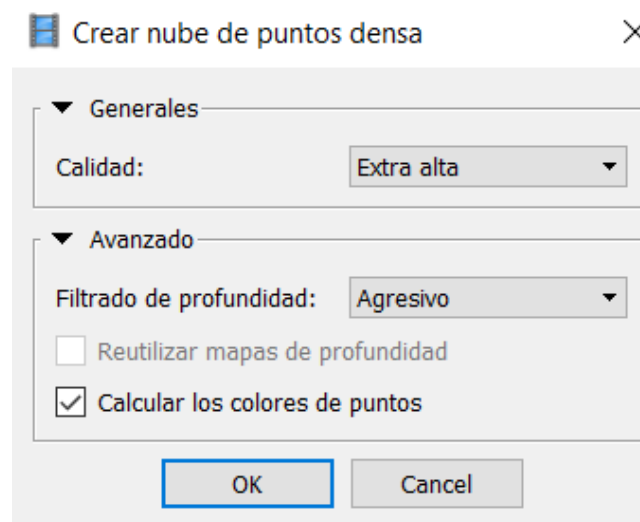 Crear nube de puntos densa
Generales
Calidad: Extra alta
Avanzado
Filtrado de profundidad: Agresivo
Reutilizar mapas de profundidad
Calcular los colores de puntos
OK Cancel